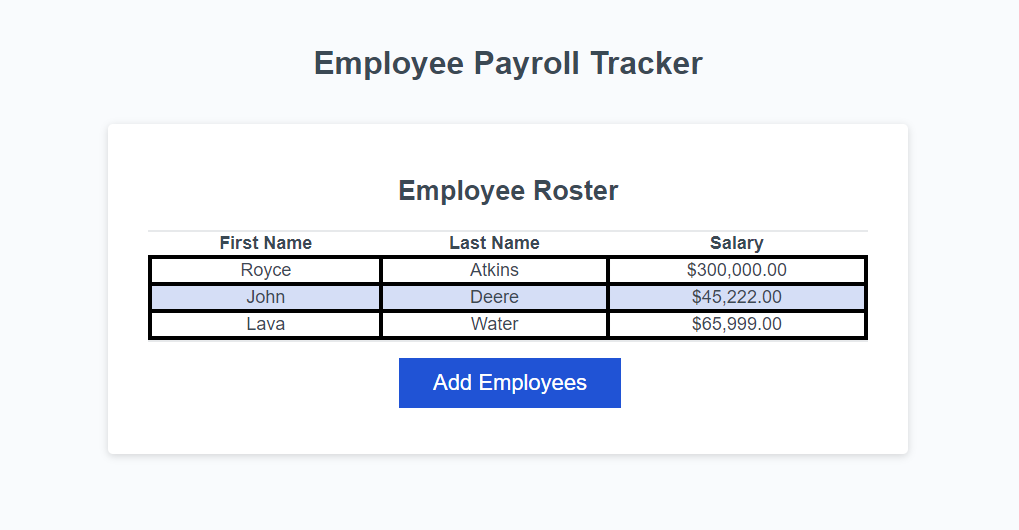 Employee Payroll Tracker
Employee Roster
First Name Last Name Salary
Royce Atkins $300,000.00
John Deere $45,222.00
Lava Water $65,999.00
Add Employees